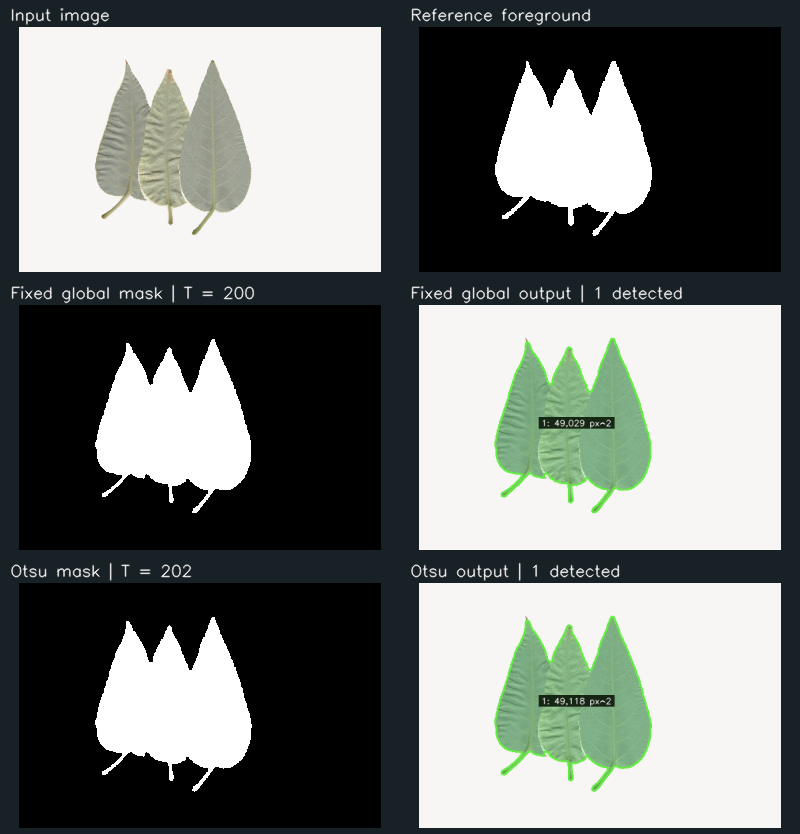 Input image
Reference foreground
Fixed global mask | T = 200
Fixed global output | 1 detected
1: 49,029 px^2
Otsu mask | T = 202
Otsu output | 1 detected
1: 49,118 px^2